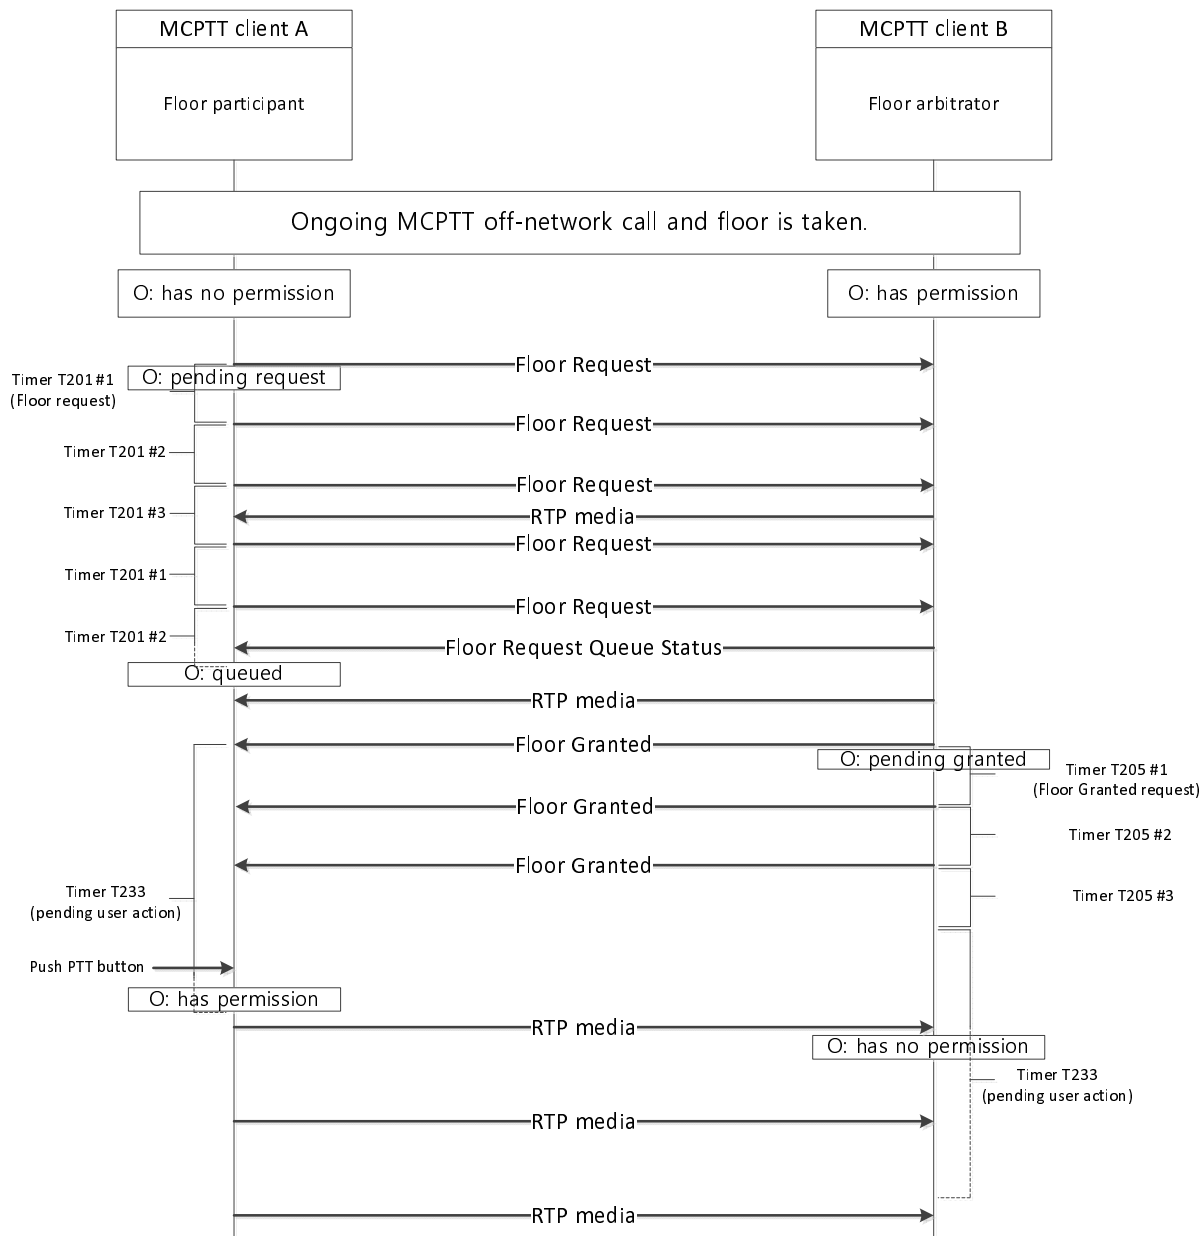 MCPTT client A
MCPTT client B
Floor participant
Floor arbitrator
Ongoing MCPTT off-network call and floor is taken.
O: has no permission
O: has permission
Floor Request
O: pending request
Timer T201 #1
(Floor request)
Floor Request
Timer T201 #2
Floor Request
Timer T201 #3
RTP media
Floor Request
Timer T201 #1
Floor Request
Timer T201 #2
Floor Request Queue Status
O: queued
RTP media
Floor Granted
O: pending granted
Timer T205 #1
(Floor Granted request)
Floor Granted
Timer T205 #2
Floor Granted
Timer T233
(pending user action)
Timer T205 #3
Push PTT button
O: has permission
RTP media
O: has no permission
Timer T233
(pending user action)
RTP media
RTP media